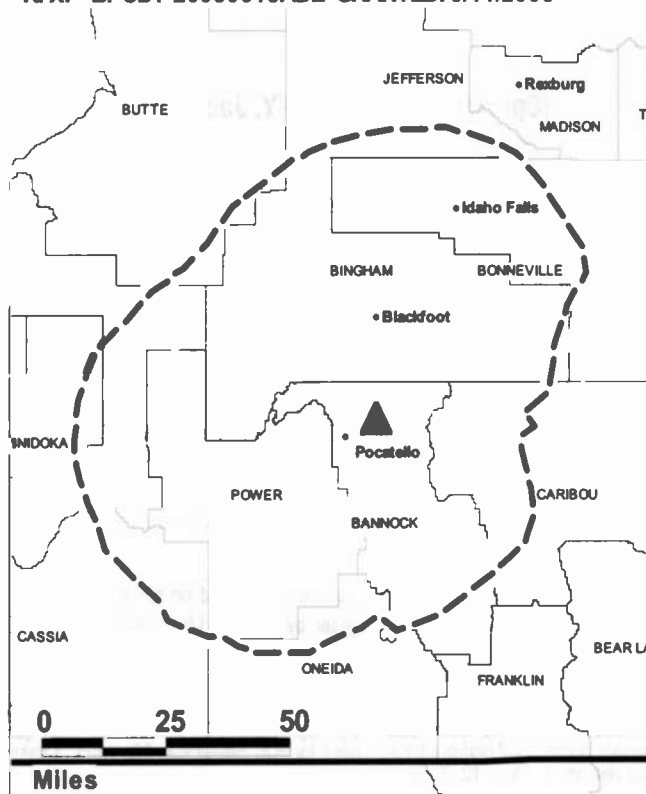 JEFFERSON
Rexburg
BUTTE
MADISON
T
Idaho Falls
BINGHAM
BONNEVILLE
Blackfoot
INIDOKA
Pocatello
POWER
CARIBOU
BANNOCK
CASSIA
ONEIDA
FRANKLIN
BEAR LA
0 25 50
Miles